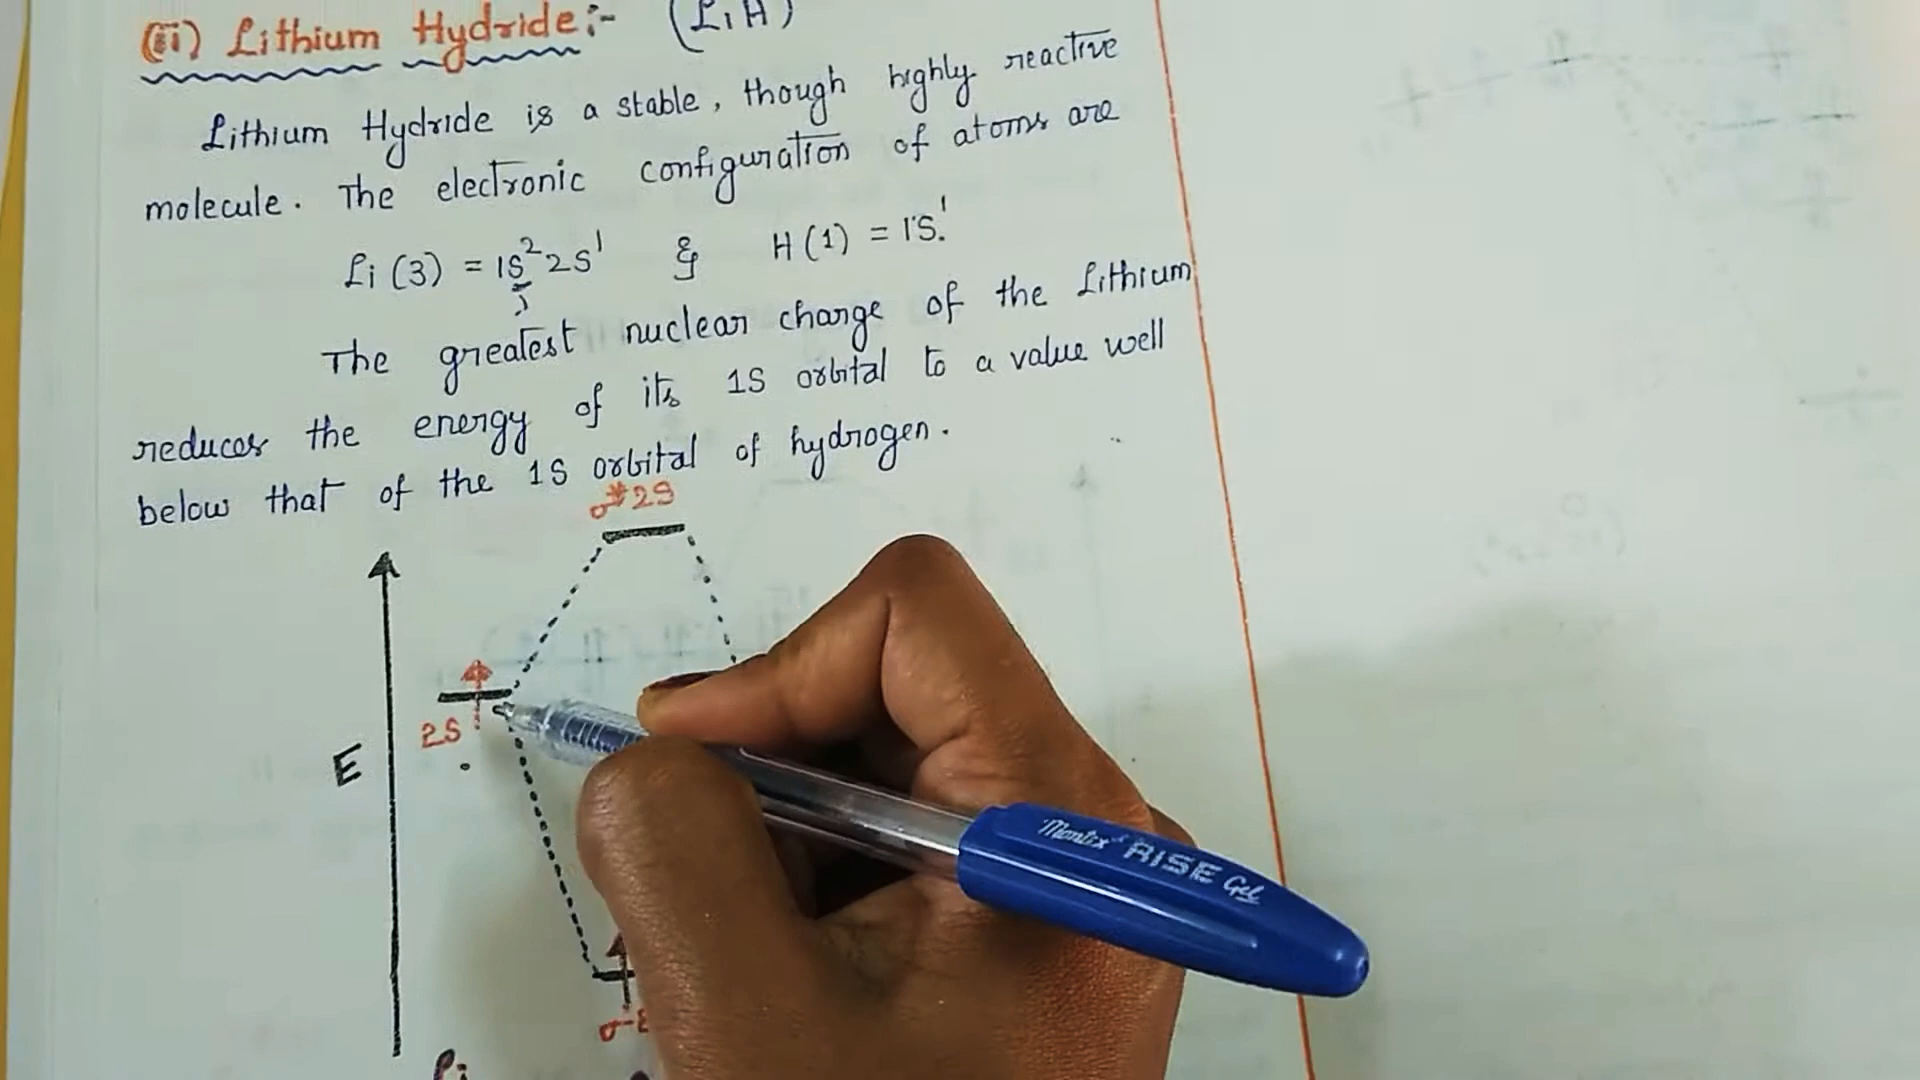 (ii) Lithium Hydride:- (LiH)
Lithium Hydride is a stable, though highly reactive
molecule. The electronic configuration of atoms are
Li (3) = 1s² 2s¹ & H (1) = 1s¹.
The greatest nuclear charge of the Lithium
reduces the energy of its 1s orbital to a value well
below that of the 1s orbital of hydrogen.
σ*2s
2s
E
σ
Li
Montex RISE Gel